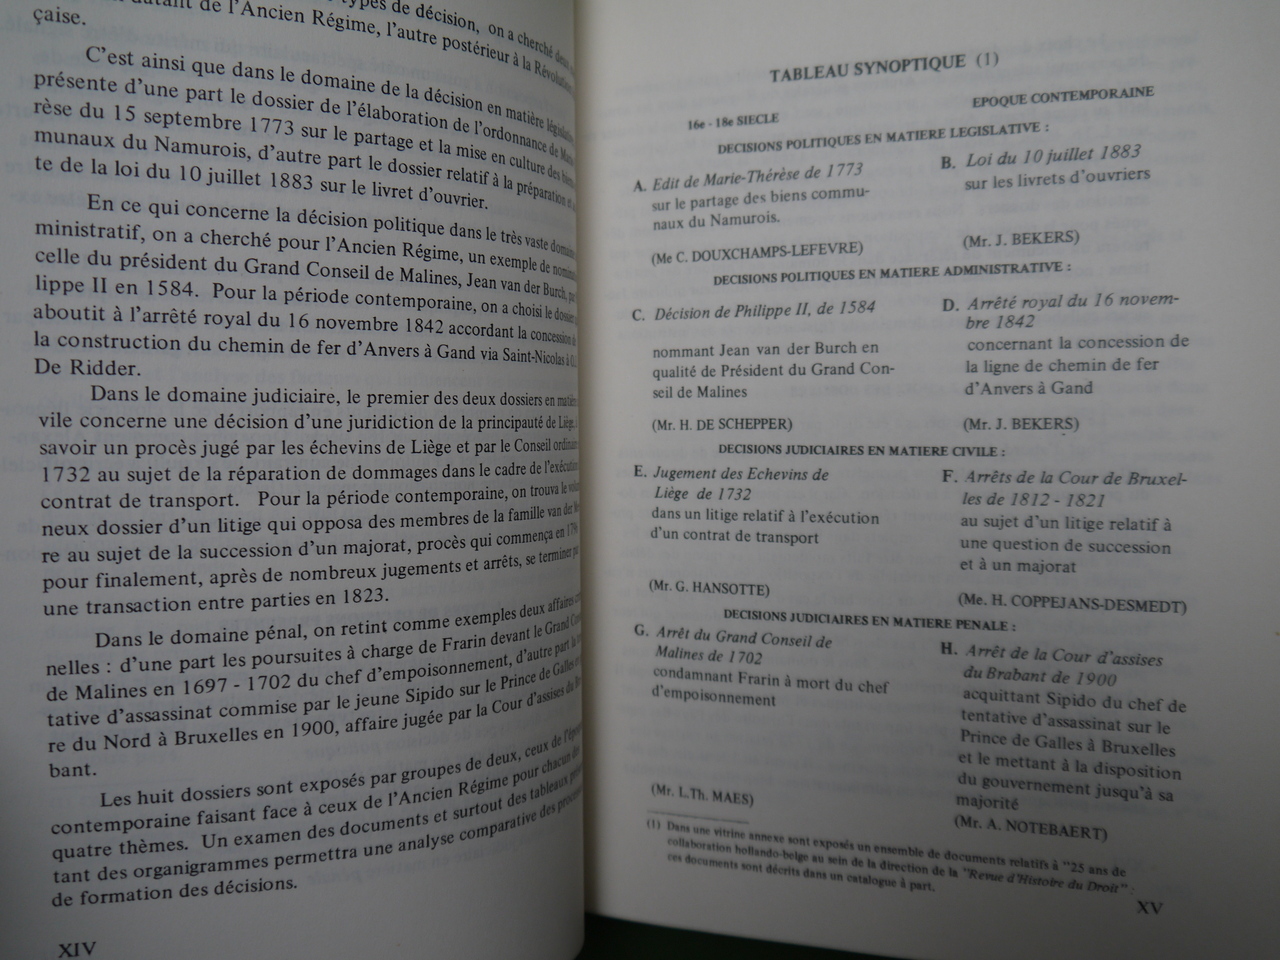 types de décision, on a cherché
de l'Ancien Régime, l'autre postérieur à la
çaise.
C'est ainsi que dans le domaine de la décision en matière
présente d'une part le dossier de l'élaboration de l'ordonnance de
rèse du 15 septembre 1773 sur le partage et la mise en culture des
munaux du Namurois, d'autre part le dossier relatif à la préparation
te de la loi du 10 juillet 1883 sur le livret d'ouvrier.
En ce qui concerne la décision politique dans le très vaste
ministratif, on a cherché pour l'Ancien Régime, un exemple de
celle du président du Grand Conseil de Malines, Jean van der Burch,
lippe II en 1584. Pour la période contemporaine, on a choisi le dossier
aboutit à l'arrêté royal du 16 novembre 1842 accordant la concession
la construction du chemin de fer d'Anvers à Gand via Saint-Nicolas à
De Ridder.
Dans le domaine judiciaire, le premier des deux dossiers en
vile concerne une décision d'une juridiction de la principauté de Liège,
savoir un procès jugé par les échevins de Liège et par le Conseil
1732 au sujet de la réparation de dommages dans le cadre de
contrat de transport. Pour la période contemporaine, on trouva le
neux dossier d'un litige qui opposa des membres de la famille van der
re au sujet de la succession d'un majorat, procès qui commença en
pour finalement, après de nombreux jugements et arrêts, se terminer
une transaction entre parties en 1823.
Dans le domaine pénal, on retint comme exemples deux affaires
nelles : d'une part les poursuites à charge de Frarin devant le Grand
de Malines en 1697 - 1702 du chef d'empoisonnement, d'autre part la
tative d'assassinat commise par le jeune Sipido sur le Prince de Galles
re du Nord à Bruxelles en 1900, affaire jugée par la Cour d'assises du
bant.
Les huit dossiers sont exposés par groupes de deux, ceux de
contemporaine faisant face à ceux de l'Ancien Régime pour chacun
quatre thèmes. Un examen des documents et surtout des tableaux
tant des organigrammes permettra une analyse comparative des
de formation des décisions.
XIV
TABLEAU SYNOPTIQUE (1)
16e - 18e SIECLE
EPOQUE CONTEMPORAINE
DECISIONS POLITIQUES EN MATIERE LEGISLATIVE :
A. Edit de Marie-Thérèse de 1773
sur le partage des biens commu-
naux du Namurois.
(Me C. DOUXCHAMPS-LEFEVRE)
B. Loi du 10 juillet 1883
sur les livrets d'ouvriers
(Mr. J. BEKERS)
DECISIONS POLITIQUES EN MATIERE ADMINISTRATIVE :
C. Décision de Philippe II, de 1584
nommant Jean van der Burch en
qualité de Président du Grand Con-
seil de Malines
(Mr. H. DE SCHEPPER)
D. Arrêté royal du 16 novem-
bre 1842
concernant la concession de
la ligne de chemin de fer
d'Anvers à Gand
(Mr. J. BEKERS)
DECISIONS JUDICIAIRES EN MATIERE CIVILE :
E. Jugement des Echevins de
Liège de 1732
dans un litige relatif à l'exécution
d'un contrat de transport
(Mr. G. HANSOTTE)
F. Arrêts de la Cour de Bruxel-
les de 1812 - 1821
au sujet d'un litige relatif à
une question de succession
et à un majorat
(Me. H. COPPEJANS-DESMEDT)
DECISIONS JUDICIAIRES EN MATIERE PENALE :
G. Arrêt du Grand Conseil de
Malines de 1702
condamnant Frarin à mort du chef
d'empoisonnement
(Mr. L.Th. MAES)
H. Arrêt de la Cour d'assises
du Brabant de 1900
acquittant Sipido du chef de
tentative d'assassinat sur le
Prince de Galles à Bruxelles
et le mettant à la disposition
du gouvernement jusqu'à sa
majorité
(Mr. A. NOTEBAERT)
(1) Dans une vitrine annexe sont exposés un ensemble de documents relatifs à "25 ans de
collaboration hollando-belge au sein de la direction de la "Revue d'Histoire du Droit" :
ces documents sont décrits dans un catalogue à part.
XV